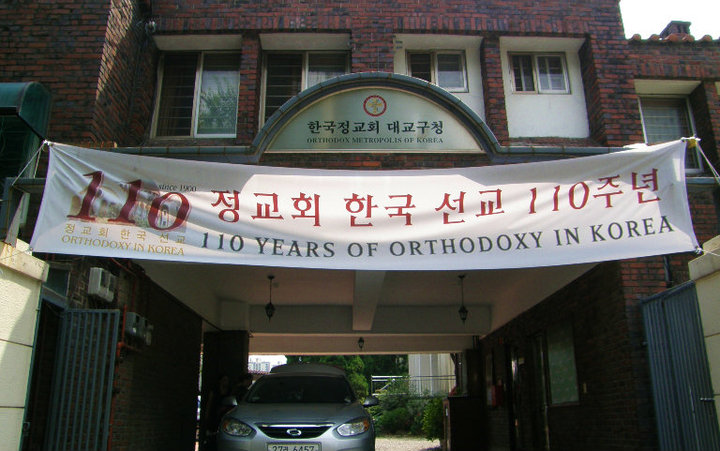 한국정교회 대교구청
ORTHODOX METROPOLIS OF KOREA
since 1900
110
정교회 한국 선교
ORTHODOXY IN KOREA
정교회 한국 선교 110주년
110 YEARS OF ORTHODOXY IN KOREA
6457